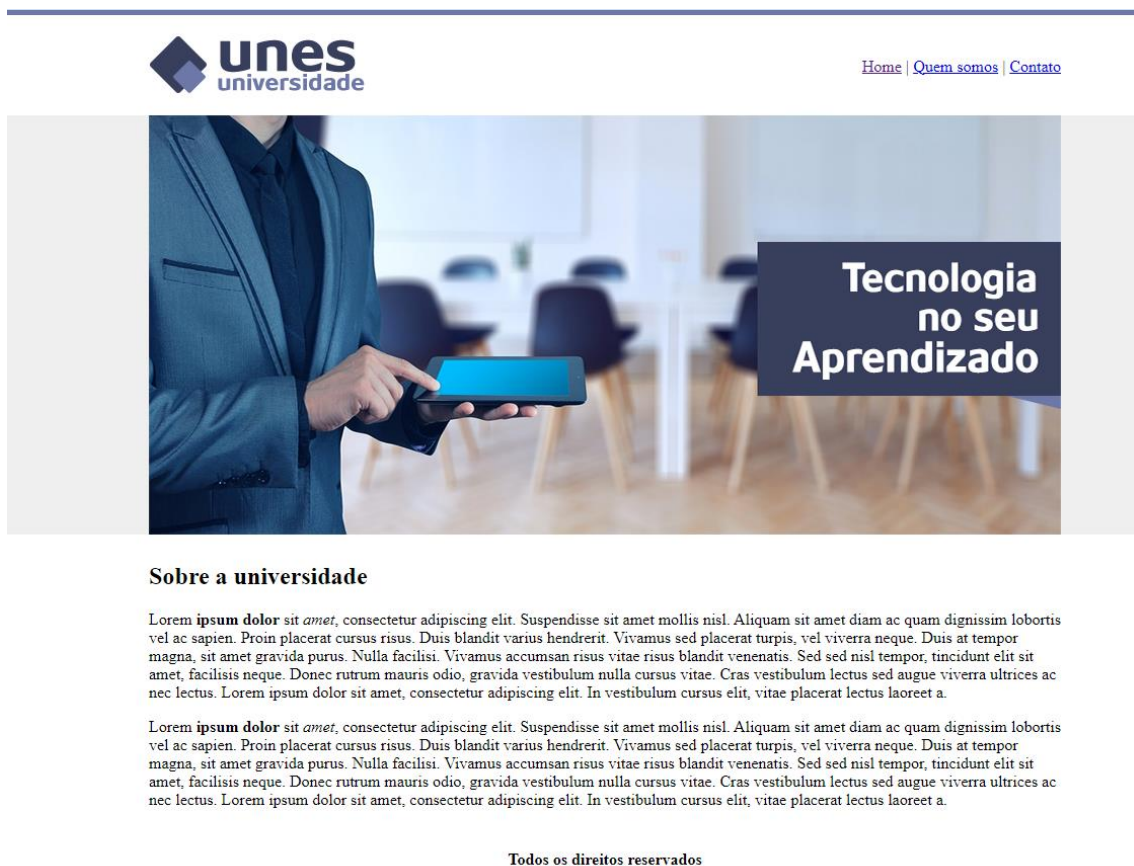 unes
universidade
Home | Quem somos | Contato
Tecnologia
no seu
Aprendizado
Sobre a universidade
Lorem ipsum dolor sit amet, consectetur adipiscing elit. Suspendisse sit amet mollis nisl. Aliquam sit amet diam ac quam dignissim lobortis
vel ac sapien. Proin placerat cursus risus. Duis blandit varius hendrerit. Vivamus sed placerat turpis, vel viverra neque. Duis at tempor
magna, sit amet gravida purus. Nulla facilisi. Vivamus accumsan risus vitae risus blandit venenatis. Sed sed nisl tempor, tincidunt elit sit
amet, facilisis neque. Donec rutrum mauris odio, gravida vestibulum nulla cursus vitae. Cras vestibulum lectus sed augue viverra ultrices ac
nec lectus. Lorem ipsum dolor sit amet, consectetur adipiscing elit. In vestibulum cursus elit, vitae placerat lectus laoreet a.
Lorem ipsum dolor sit amet, consectetur adipiscing elit. Suspendisse sit amet mollis nisl. Aliquam sit amet diam ac quam dignissim lobortis
vel ac sapien. Proin placerat cursus risus. Duis blandit varius hendrerit. Vivamus sed placerat turpis, vel viverra neque. Duis at tempor
magna, sit amet gravida purus. Nulla facilisi. Vivamus accumsan risus vitae risus blandit venenatis. Sed sed nisl tempor, tincidunt elit sit
amet, facilisis neque. Donec rutrum mauris odio, gravida vestibulum nulla cursus vitae. Cras vestibulum lectus sed augue viverra ultrices ac
nec lectus. Lorem ipsum dolor sit amet, consectetur adipiscing elit. In vestibulum cursus elit, vitae placerat lectus laoreet a.
Todos os direitos reservados